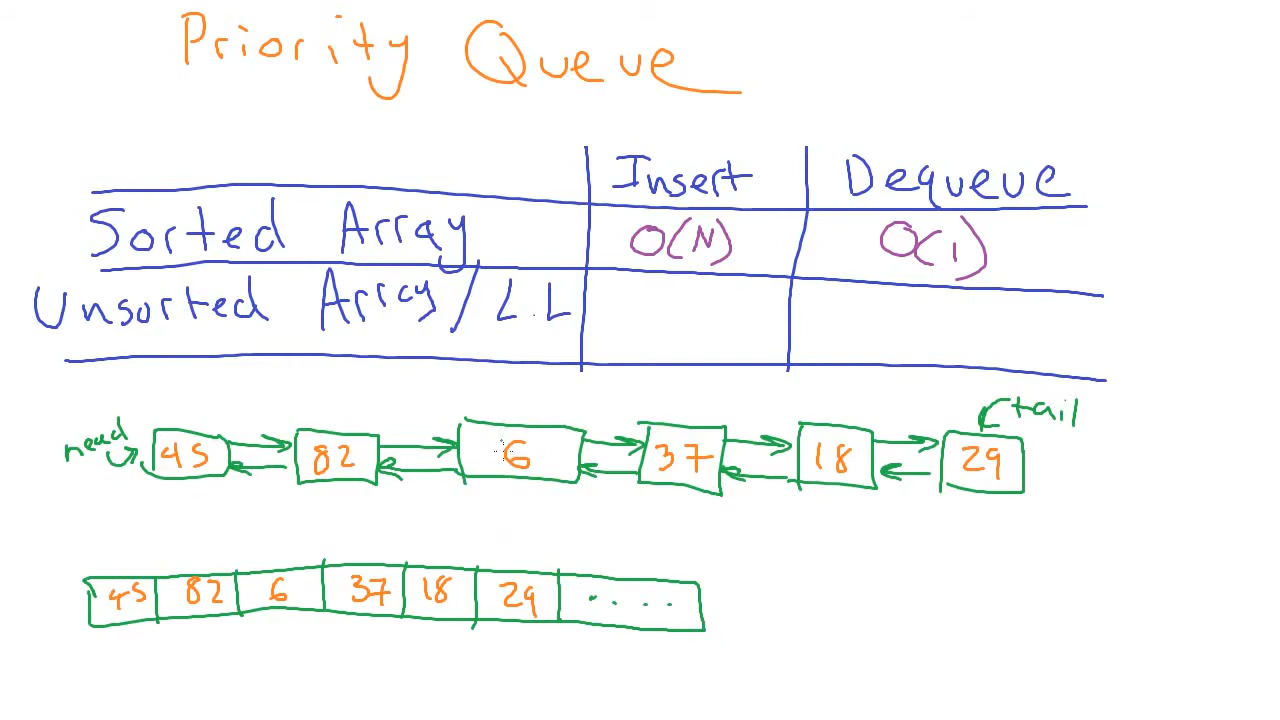 Priority Queue
Insert Dequeue
Sorted Array O(N) O(1)
Unsorted Array/L.L
tail
head 45 82 6 37 18 29
45 82 6 37 18 29 ....